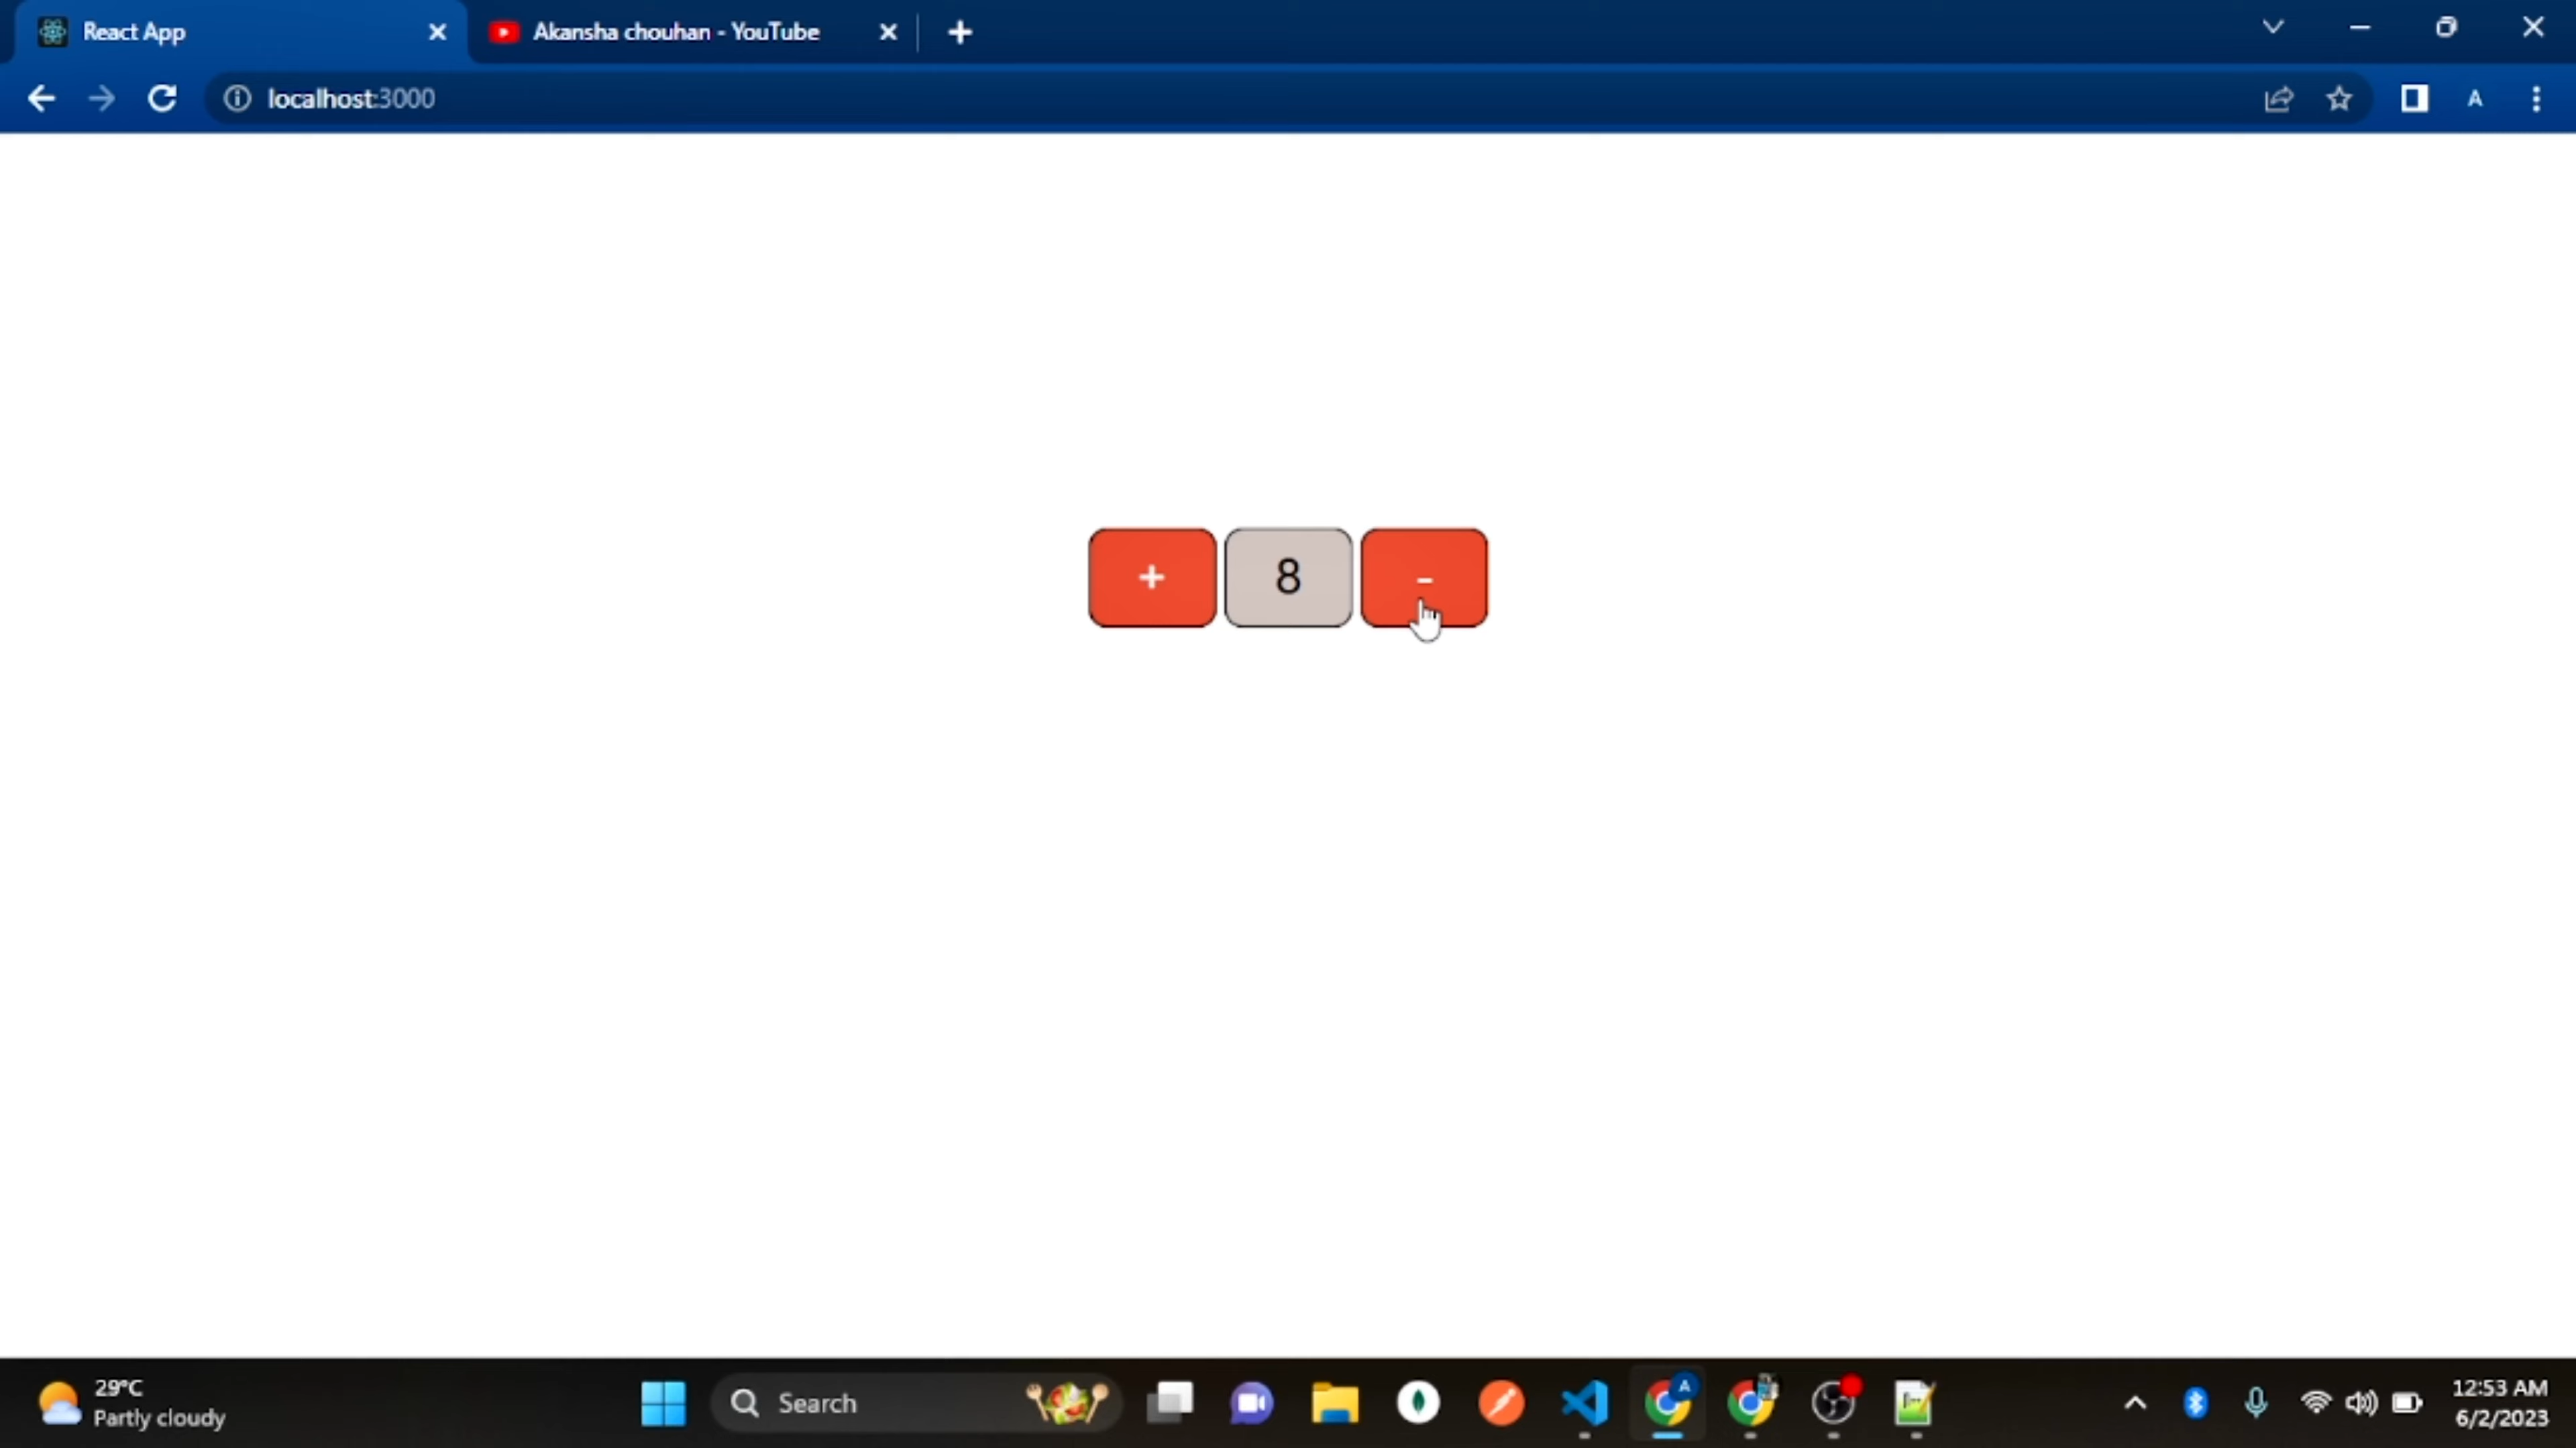 React App
Akansha chouhan - YouTube
localhost:3000
A
+ 8 -
29°C
Partly cloudy
Search
A
12:53 AM
6/2/2023